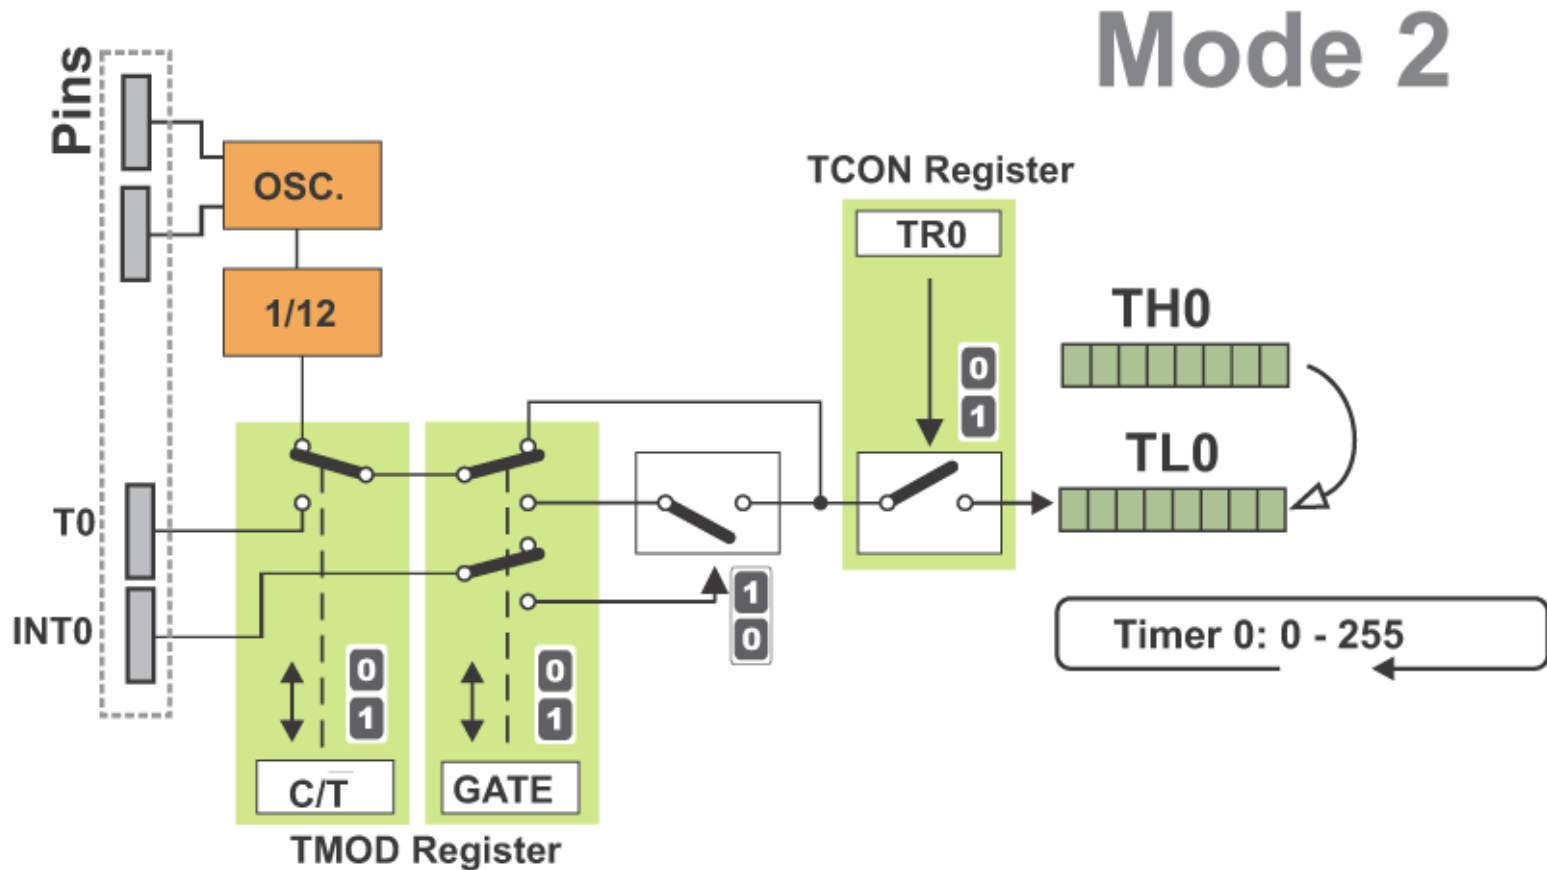 Mode 2
Pins
OSC.
1/12
TCON Register
TR0
0
1
TH0
TL0
T0
INT0
1
0
0
1
0
1
Timer 0: 0 - 255
C/T̅
GATE
TMOD Register